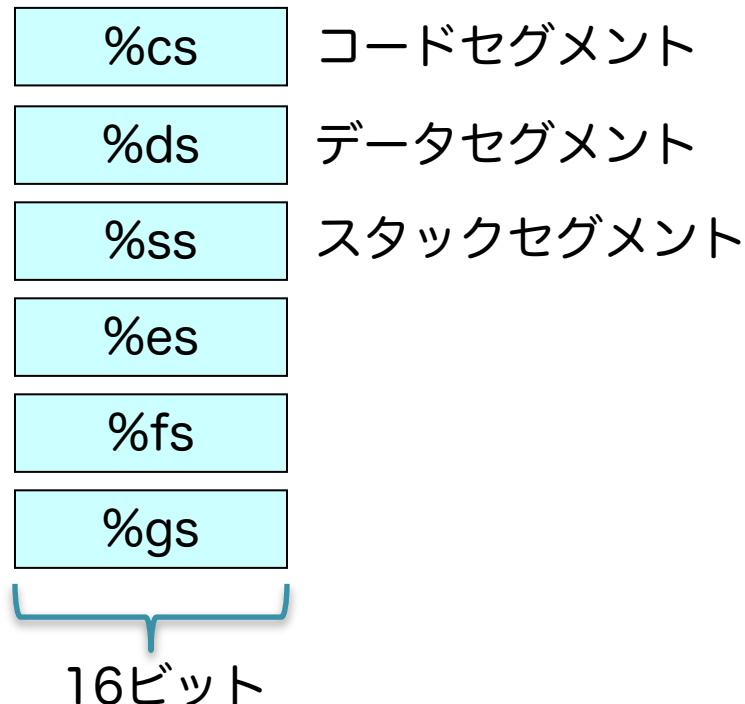 %cs コードセグメント
%ds データセグメント
%ss スタックセグメント
%es
%fs
%gs
16ビット